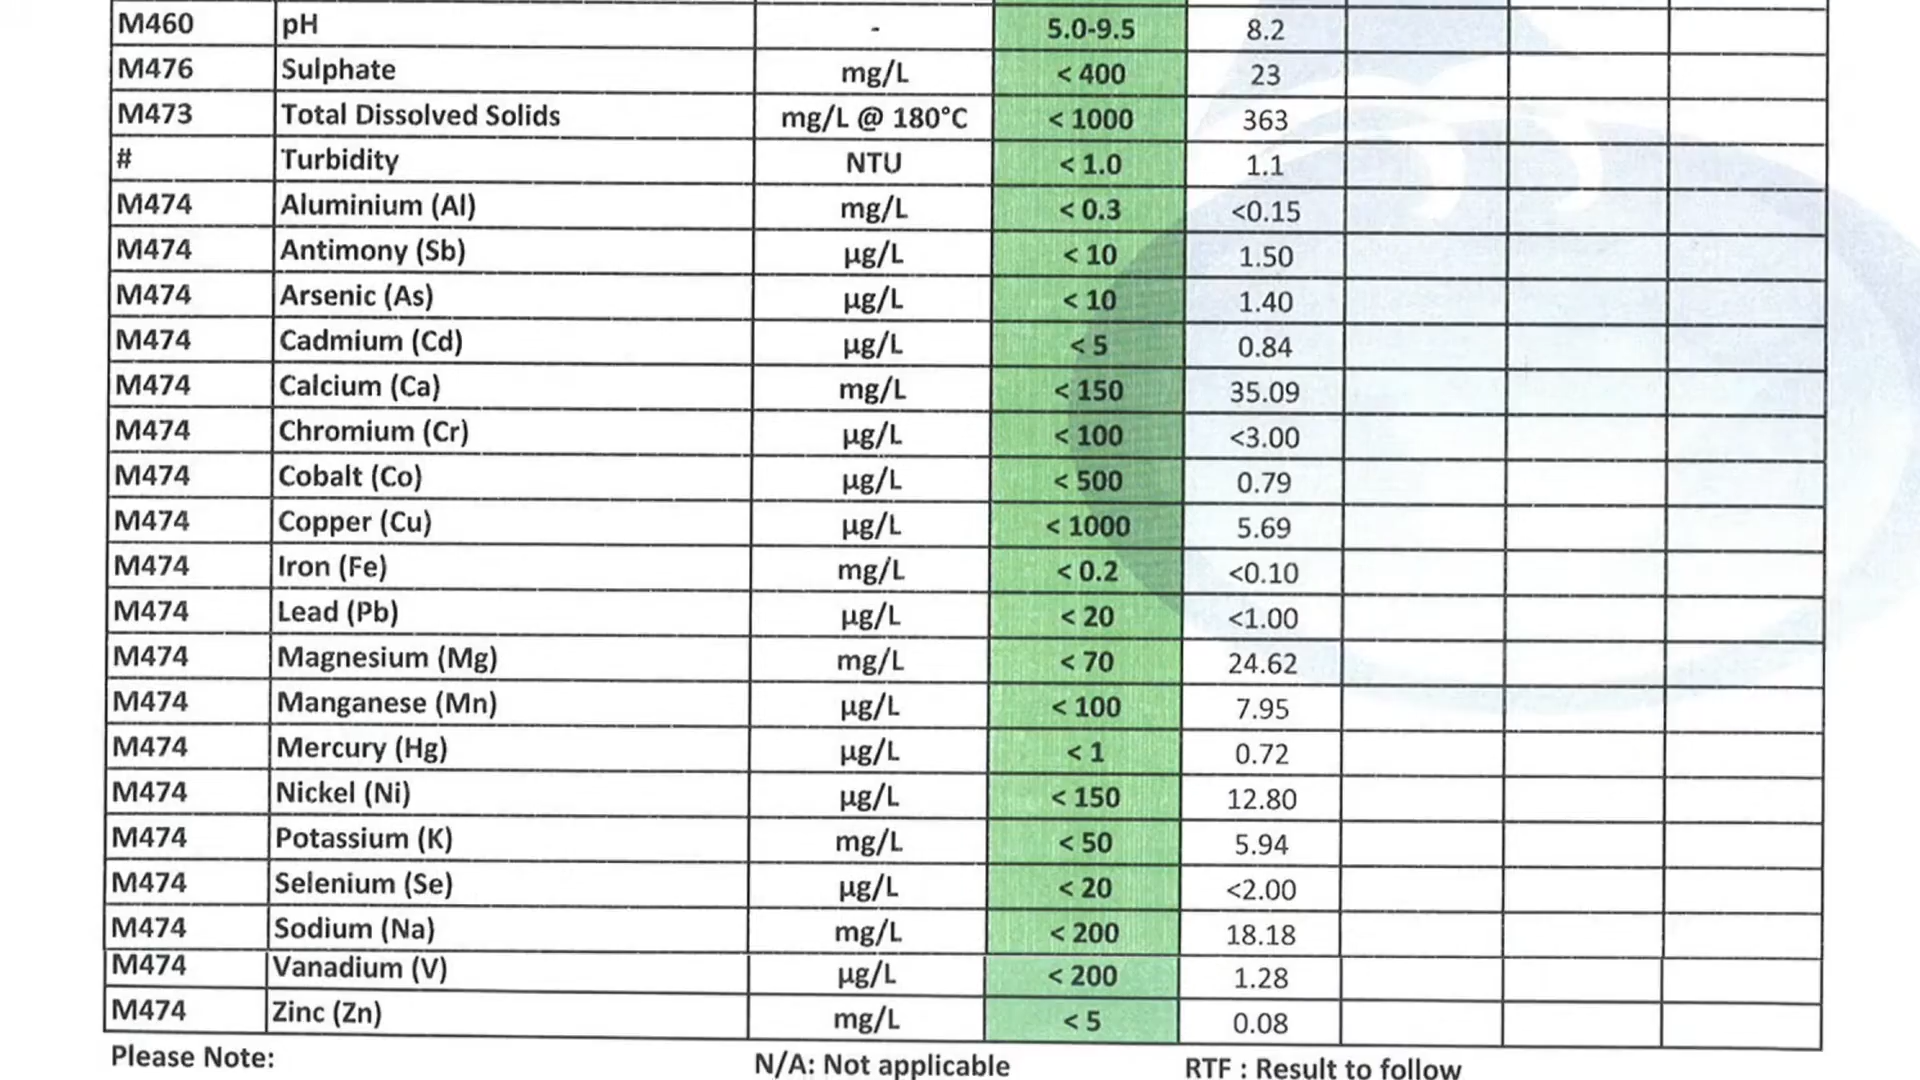 M460 pH - 5.0-9.5 8.2
M476 Sulphate mg/L < 400 23
M473 Total Dissolved Solids mg/L @ 180°C < 1000 363
# Turbidity NTU < 1.0 1.1
M474 Aluminium (Al) mg/L < 0.3 <0.15
M474 Antimony (Sb) µg/L < 10 1.50
M474 Arsenic (As) µg/L < 10 1.40
M474 Cadmium (Cd) µg/L < 5 0.84
M474 Calcium (Ca) mg/L < 150 35.09
M474 Chromium (Cr) µg/L < 100 <3.00
M474 Cobalt (Co) µg/L < 500 0.79
M474 Copper (Cu) µg/L < 1000 5.69
M474 Iron (Fe) mg/L < 0.2 <0.10
M474 Lead (Pb) µg/L < 20 <1.00
M474 Magnesium (Mg) mg/L < 70 24.62
M474 Manganese (Mn) µg/L < 100 7.95
M474 Mercury (Hg) µg/L < 1 0.72
M474 Nickel (Ni) µg/L < 150 12.80
M474 Potassium (K) mg/L < 50 5.94
M474 Selenium (Se) µg/L < 20 <2.00
M474 Sodium (Na) mg/L < 200 18.18
M474 Vanadium (V) µg/L < 200 1.28
M474 Zinc (Zn) mg/L < 5 0.08
Please Note: N/A: Not applicable RTF : Result to follow